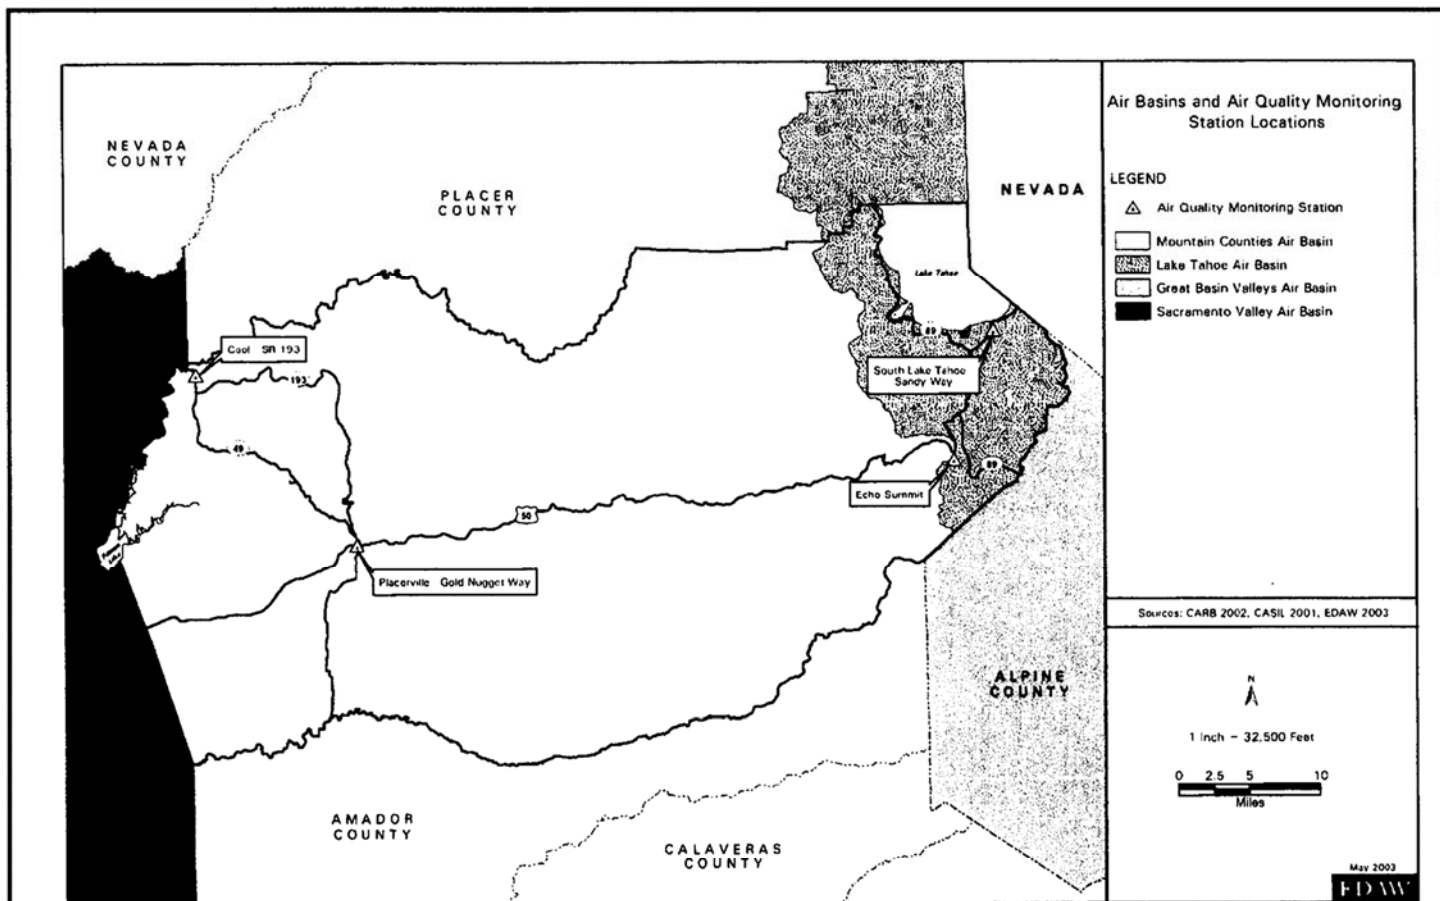 Air Basins and Air Quality Monitoring
Station Locations
LEGEND
Air Quality Monitoring Station
Mountain Counties Air Basin
Lake Tahoe Air Basin
Great Basin Valleys Air Basin
Sacramento Valley Air Basin
NEVADA
COUNTY
PLACER
COUNTY
NEVADA
Lake Tahoe
89
Cool SR 193
193
South Lake Tahoe
Sandy Way
49
89
Echo Summit
50
Placerville Gold Nugget Way
Sources: CARB 2002, CASIL 2001, EDAW 2003
ALPINE
COUNTY
N
1 Inch - 32,500 Feet
0 2.5 5 10
Miles
AMADOR
COUNTY
CALAVERAS
COUNTY
May 2003
EDAW